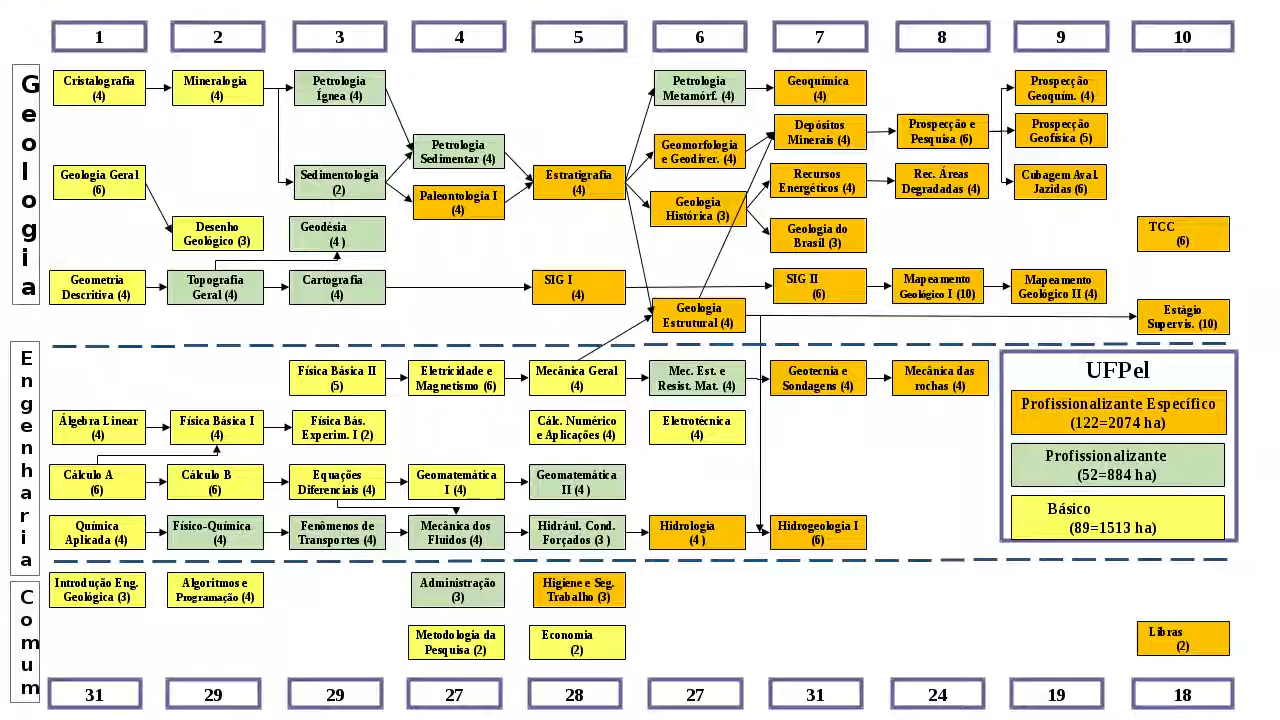 1 2 3 4 5 6 7 8 9 10
Geologia
Cristalografia
(4)
Mineralogia
(4)
Petrologia
Ígnea (4)
Petrologia
Metamórf. (4)
Geoquímica
(4)
Prospecção
Geoquím. (4)
Petrologia
Sedimentar (4)
Geomorfologia
e Geodiver. (4)
Depósitos
Minerais (4)
Prospecção e
Pesquisa (6)
Prospecção
Geofísica (5)
Geologia Geral
(6)
Sedimentologia
(2)
Paleontologia I
(4)
Estratigrafia
(4)
Geologia
Histórica (3)
Recursos
Energéticos (4)
Rec. Áreas
Degradadas (4)
Cubagem Aval.
Jazidas (6)
Desenho
Geológico (3)
Geodésia
(4 )
Geologia do
Brasil (3)
TCC
(6)
Geometria
Descritiva (4)
Topografia
Geral (4)
Cartografia
(4)
SIG I
(4)
Geologia
Estrutural (4)
SIG II
(6)
Mapeamento
Geológico I (10)
Mapeamento
Geológico II (4)
Estágio
Supervis. (10)
Engenharia
Física Básica II
(5)
Eletricidade e
Magnetismo (6)
Mecânica Geral
(4)
Mec. Est. e
Resist. Mat. (4)
Geotecnia e
Sondagens (4)
Mecânica das
rochas (4)
Álgebra Linear
(4)
Física Básica I
(4)
Física Bás.
Experim. I (2)
Cálc. Numérico
e Aplicações (4)
Eletrotécnica
(4)
Cálculo A
(6)
Cálculo B
(6)
Equações
Diferenciais (4)
Geomatemática
I (4)
Geomatemática
II (4 )
Química
Aplicada (4)
Físico-Química
(4)
Fenômenos de
Transportes (4)
Mecânica dos
Fluidos (4)
Hidrául. Cond.
Forçados (3 )
Hidrologia
(4 )
Hidrogeologia I
(6)
UFPel
Profissionalizante Específico
(122=2074 ha)
Profissionalizante
(52=884 ha)
Básico
(89=1513 ha)
Comum
Introdução Eng.
Geológica (3)
Algoritmos e
Programação (4)
Administração
(3)
Higiene e Seg.
Trabalho (3)
Metodologia da
Pesquisa (2)
Economia
(2)
Libras
(2)
31 29 29 27 28 27 31 24 19 18